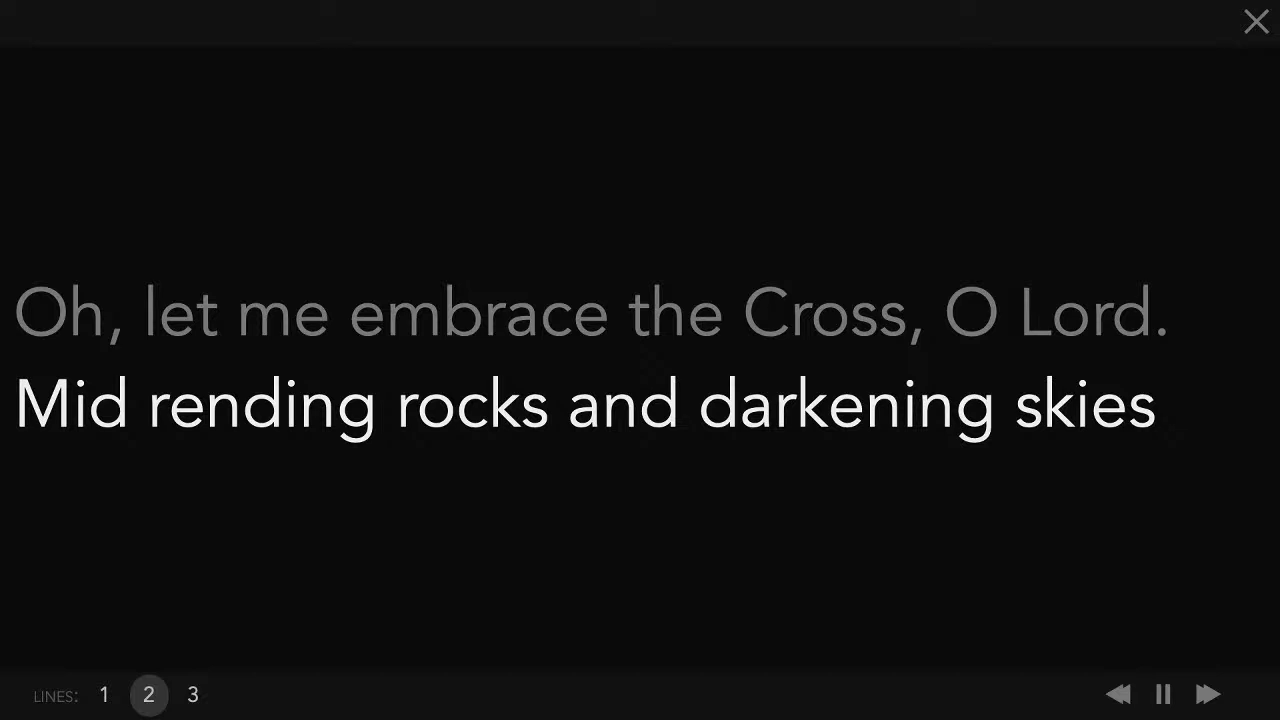 Oh, let me embrace the Cross, O Lord.
Mid rending rocks and darkening skies
LINES: 1 2 3